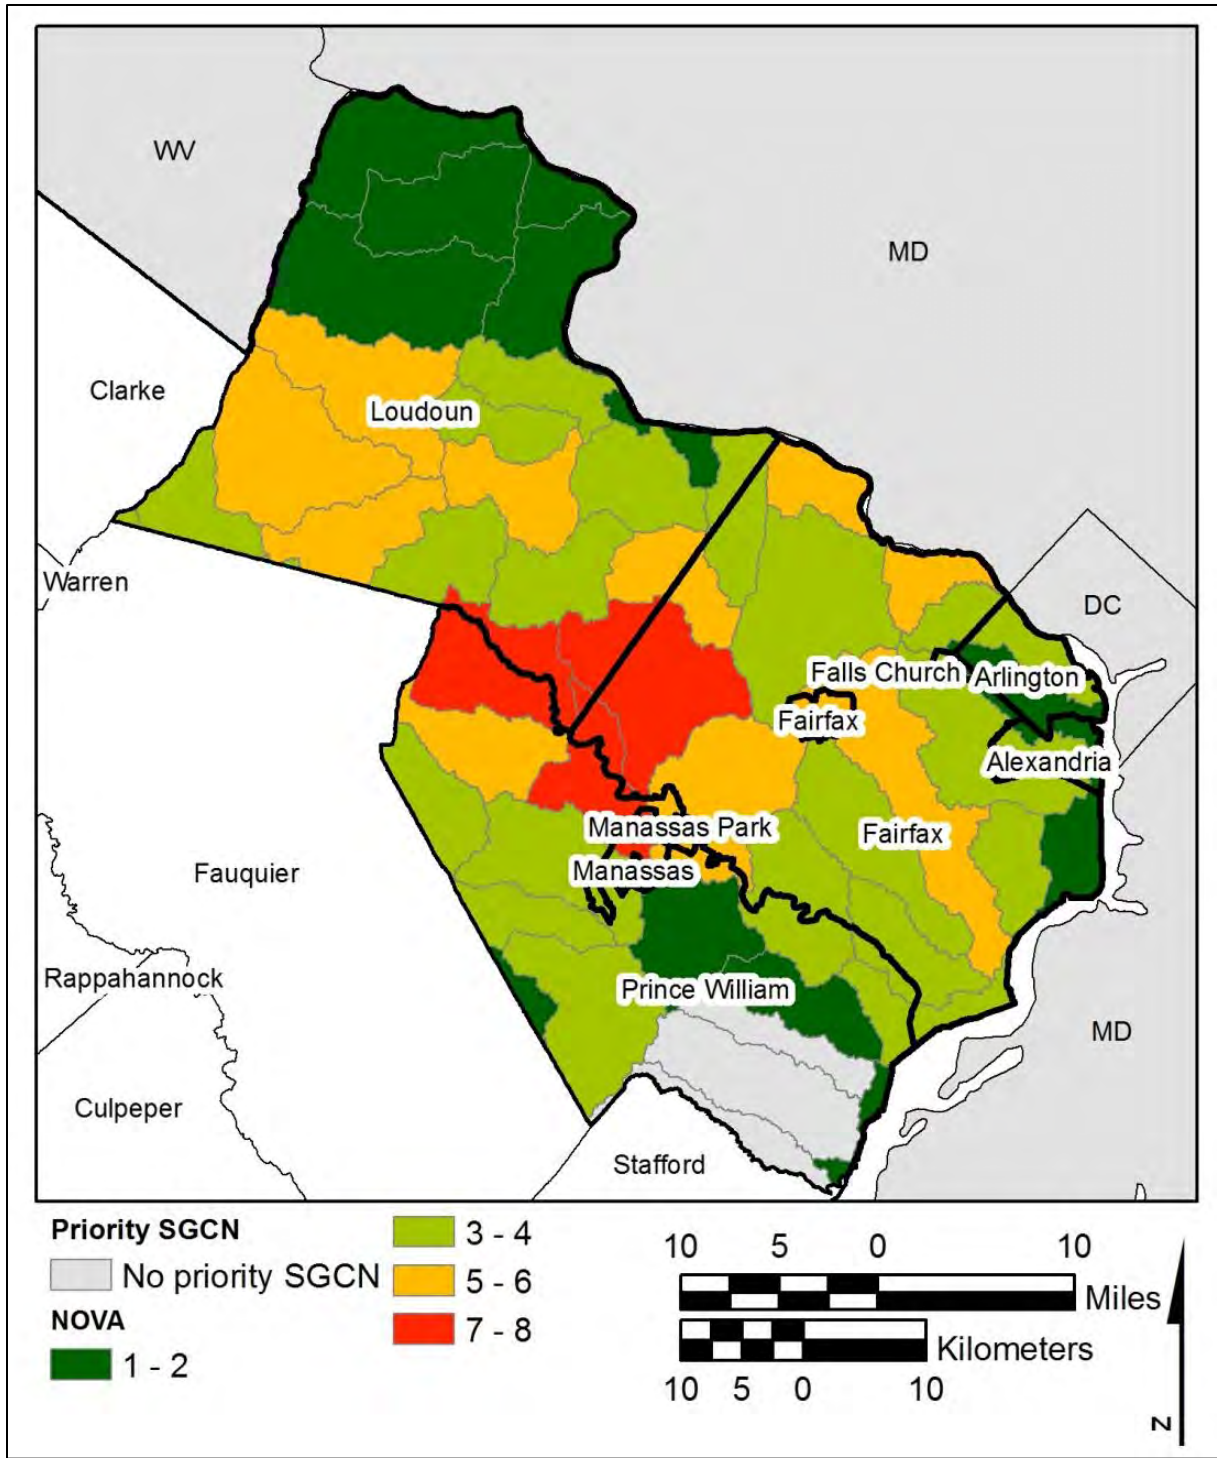 WV
MD
Clarke
Loudoun
Warren
DC
Falls Church
Arlington
Fairfax
Alexandria
Manassas Park
Fairfax
Manassas
Fauquier
Rappahannock
Prince William
MD
Culpeper
Stafford
Priority SGCN
No priority SGCN
NOVA
1 - 2
3 - 4
5 - 6
7 - 8
10 5 0 10
Miles
Kilometers
10 5 0 10
N